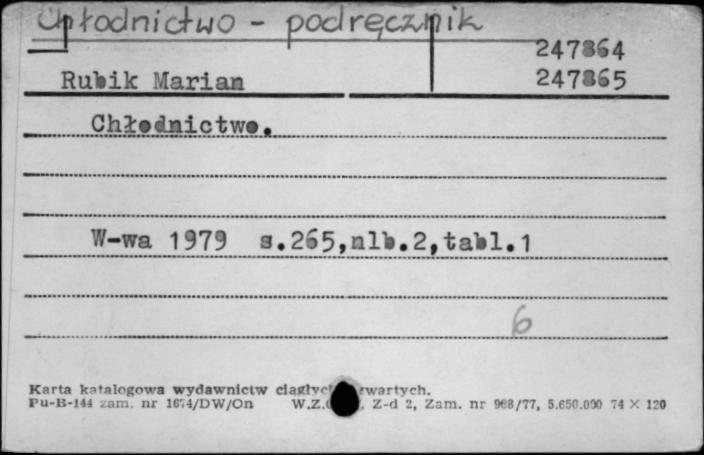 Chłodnictwo - podręcznik
247864
Rubik Marian 247865
Chłodnictwo.
W-wa 1979 s.265,nlb.2,tabl.1
6
Karta katalogowa wydawnictw
Pu-B-144 zam. nr 1674/DW/On Z-d 2, Zam. nr 968/77, 5.650.000 74 × 120